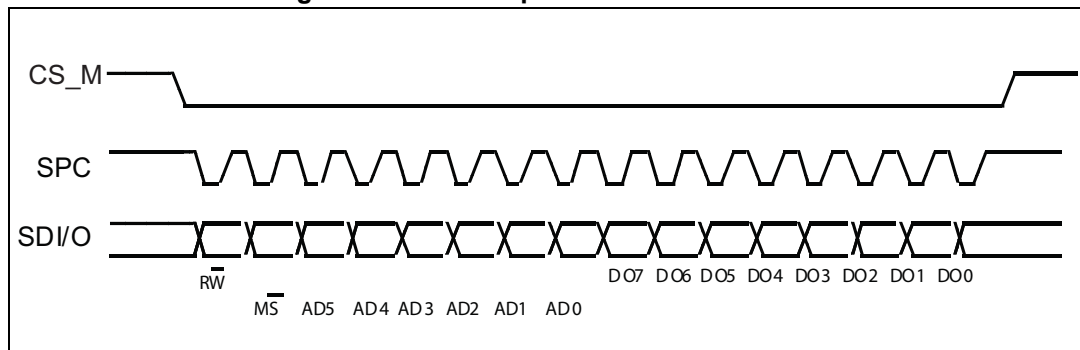 CS_M
SPC
SDI/O
RW
DO7 DO6 DO5 DO4 DO3 DO2 DO1 DO0
MS AD5 AD4 AD3 AD2 AD1 AD0